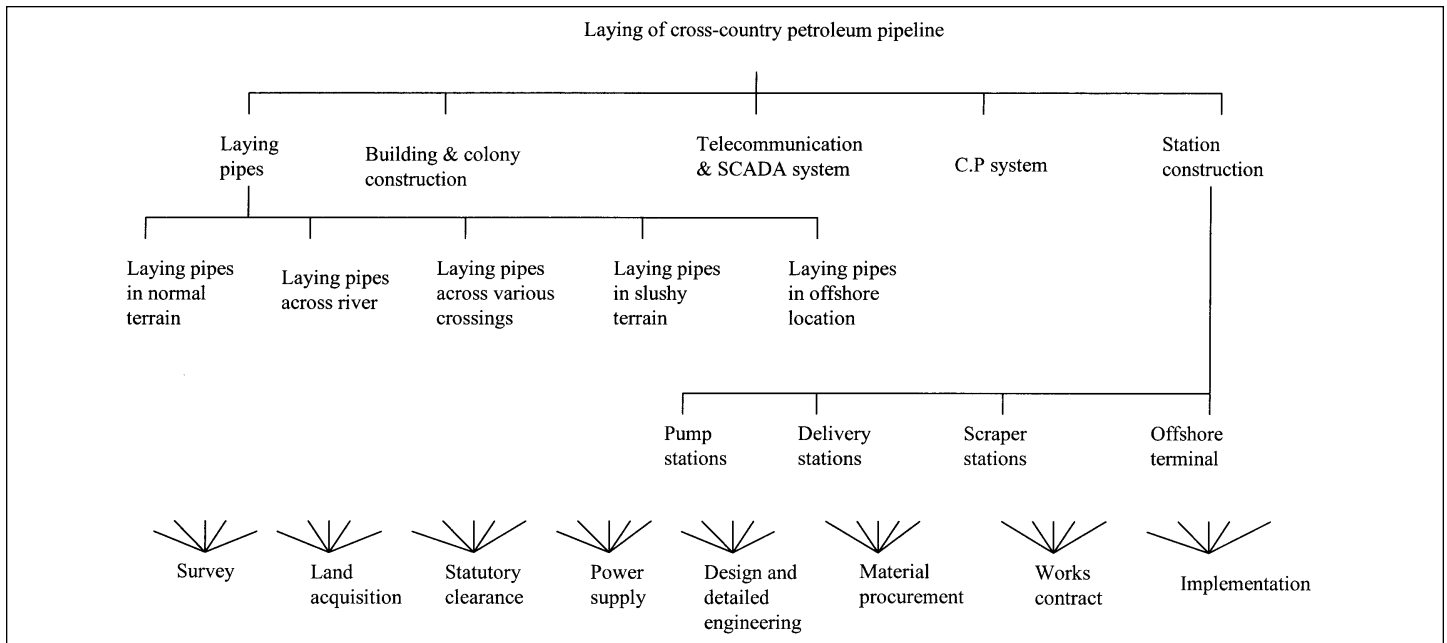 Laying of cross-country petroleum pipeline
Laying
pipes
Building & colony
construction
Telecommunication
& SCADA system
C.P system
Station
construction
Laying pipes
in normal
terrain
Laying pipes
across river
Laying pipes
across various
crossings
Laying pipes
in slushy
terrain
Laying pipes
in offshore
location
Pump
stations
Delivery
stations
Scraper
stations
Offshore
terminal
Survey
Land
acquisition
Statutory
clearance
Power
supply
Design and
detailed
engineering
Material
procurement
Works
contract
Implementation